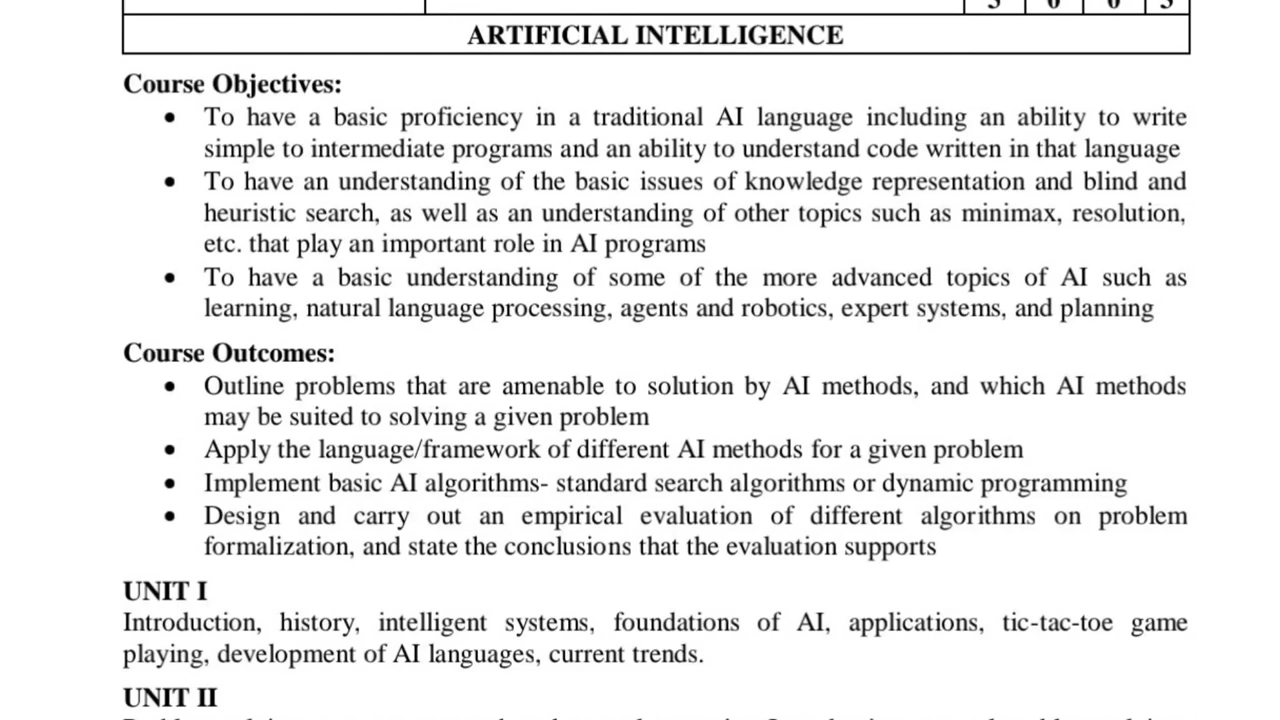 ARTIFICIAL INTELLIGENCE
Course Objectives:
• To have a basic proficiency in a traditional AI language including an ability to write
simple to intermediate programs and an ability to understand code written in that language
• To have an understanding of the basic issues of knowledge representation and blind and
heuristic search, as well as an understanding of other topics such as minimax, resolution,
etc. that play an important role in AI programs
• To have a basic understanding of some of the more advanced topics of AI such as
learning, natural language processing, agents and robotics, expert systems, and planning
Course Outcomes:
• Outline problems that are amenable to solution by AI methods, and which AI methods
may be suited to solving a given problem
• Apply the language/framework of different AI methods for a given problem
• Implement basic AI algorithms- standard search algorithms or dynamic programming
• Design and carry out an empirical evaluation of different algorithms on problem
formalization, and state the conclusions that the evaluation supports
UNIT I
Introduction, history, intelligent systems, foundations of AI, applications, tic-tac-toe game
playing, development of AI languages, current trends.
UNIT II